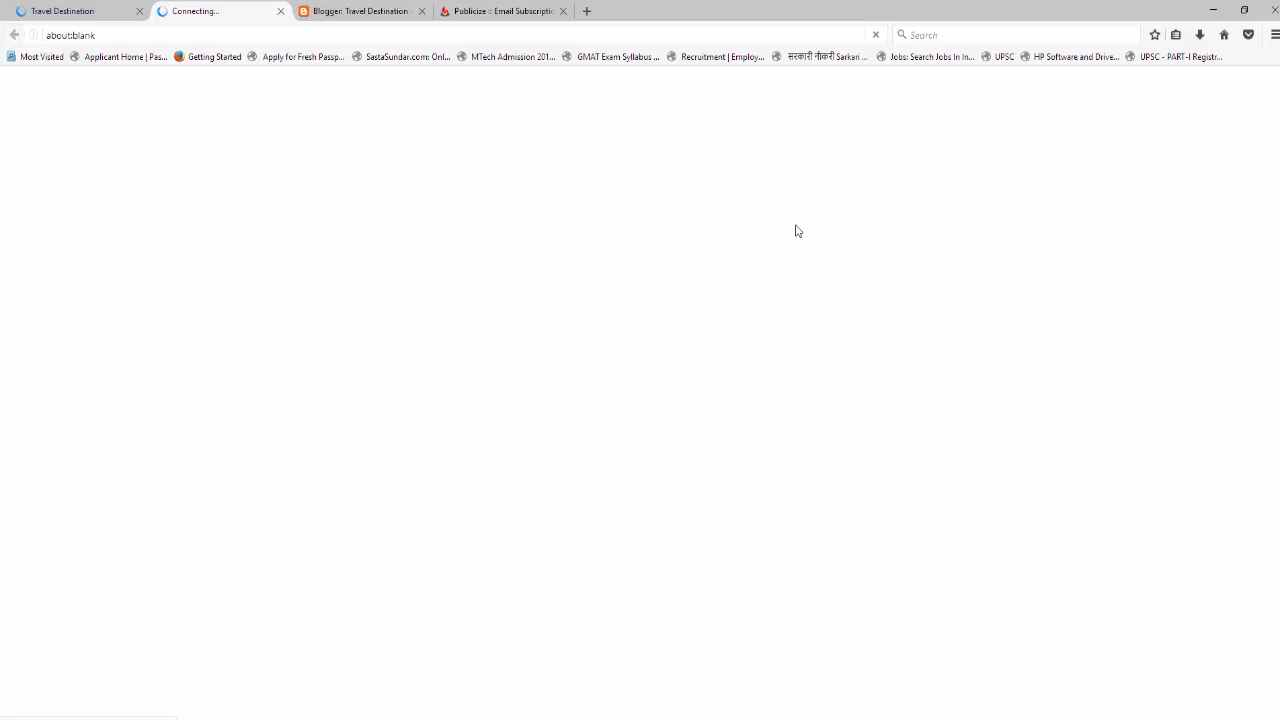 Travel Destination Connecting... Blogger: Travel Destination - Publicize :: Email Subscriptic
about:blank Search
Most Visited Applicant Home | Pas... Getting Started Apply for Fresh Passp... SastaSundar.com: Onl... MTech Admission 201... GMAT Exam Syllabus ... Recruitment | Employ... सरकारी नौकरी Sarkari ... Jobs: Search Jobs In In... UPSC HP Software and Drive... UPSC - PART-I Registr...